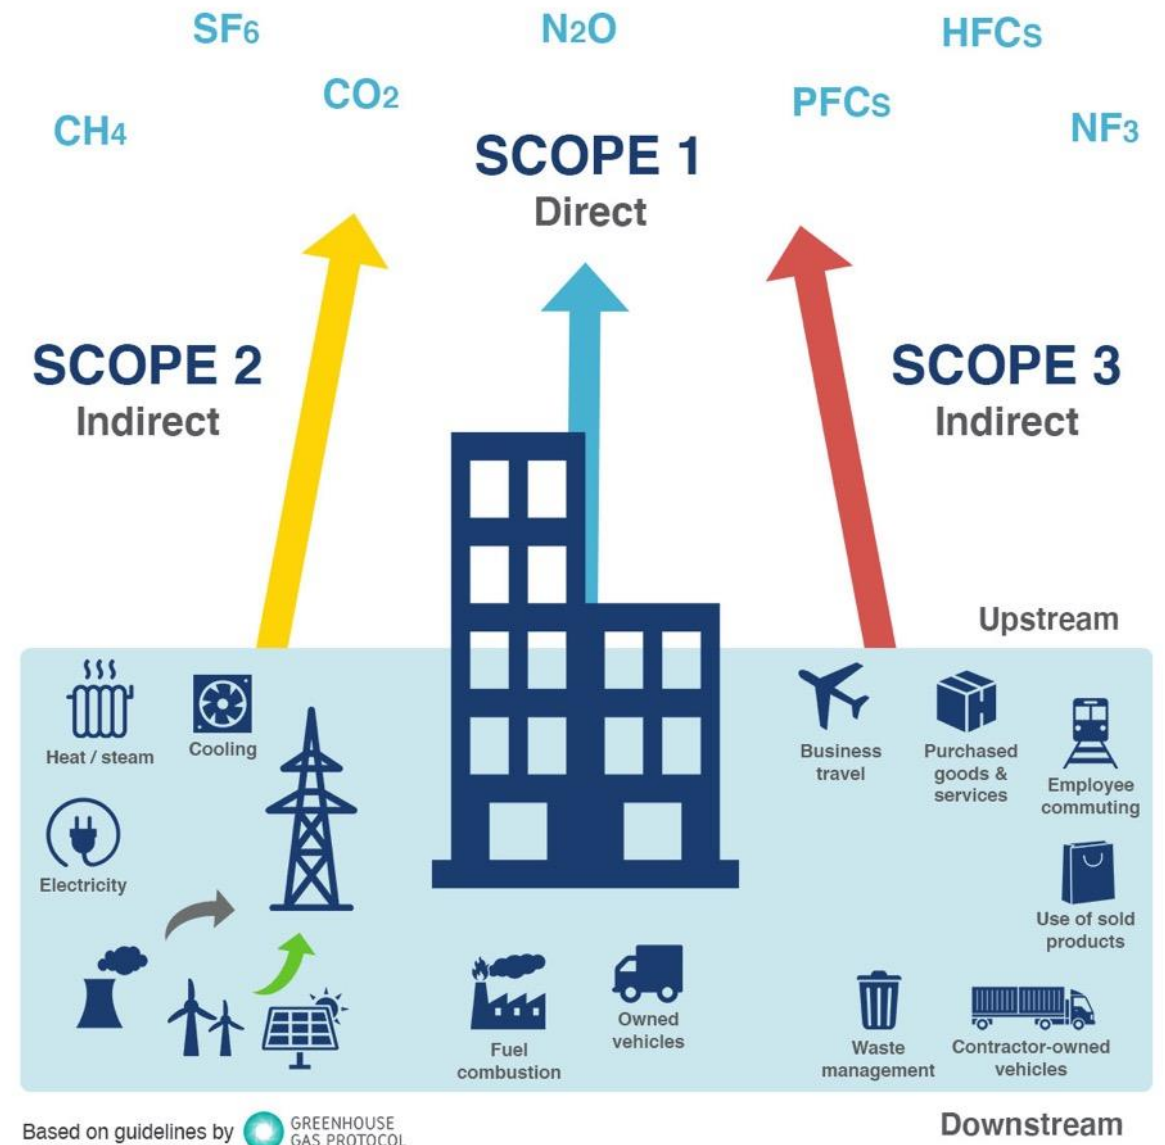 SF6
N2O
HFCs
CO2
PFCs
CH4
NF3
SCOPE 1
Direct
SCOPE 2
Indirect
SCOPE 3
Indirect
Upstream
Heat / steam
Cooling
Electricity
Fuel
combustion
Owned
vehicles
Business
travel
Purchased
goods &
services
Employee
commuting
Use of sold
products
Waste
management
Contractor-owned
vehicles
Downstream
Based on guidelines by
GREENHOUSE
GAS PROTOCOL